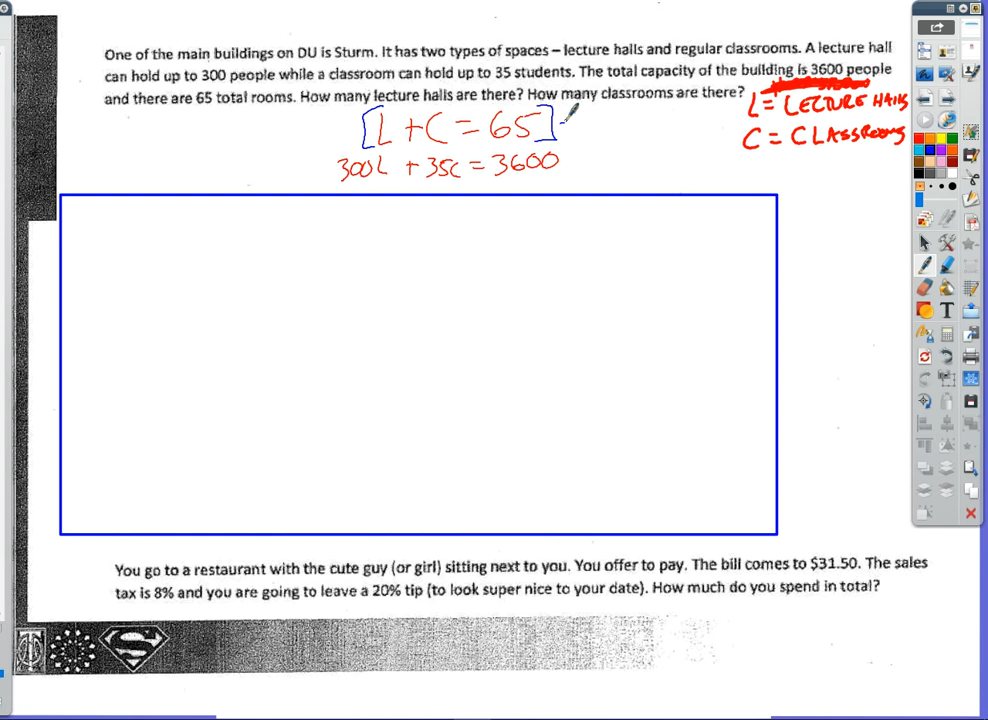 One of the main buildings on DU is Sturm. It has two types of spaces – lecture halls and regular classrooms. A lecture hall
can hold up to 300 people while a classroom can hold up to 35 students. The total capacity of the building is 3600 people
and there are 65 total rooms. How many lecture halls are there? How many classrooms are there?
L = LECTURE HALLS
C = CLASSROOMS
[L + C = 65] -
300L + 35C = 3600
You go to a restaurant with the cute guy (or girl) sitting next to you. You offer to pay. The bill comes to $31.50. The sales
tax is 8% and you are going to leave a 20% tip (to look super nice to your date). How much do you spend in total?